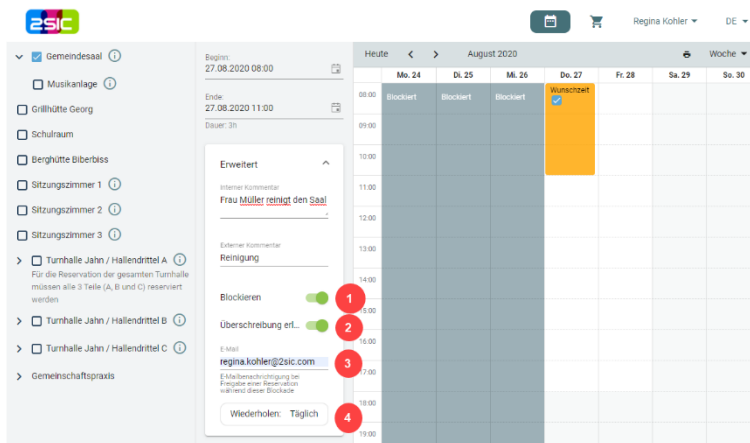 2SIC
Regina Kohler
DE
Gemeindesaal
Musikanlage
Grillhütte Georg
Schulraum
Berghütte Biberbiss
Sitzungszimmer 1
Sitzungszimmer 2
Sitzungszimmer 3
Turnhalle Jahn / Hallendrittel A
Für die Reservation der gesamten Turnhalle
müssen alle 3 Teile (A, B und C) reserviert
werden
Turnhalle Jahn / Hallendrittel B
Turnhalle Jahn / Hallendrittel C
Gemeinschaftspraxis
Beginn:
27.08.2020 08:00
Ende:
27.08.2020 11:00
Dauer: 3h
Erweitert
Interner Kommentar
Frau Müller reinigt den Saal
Externer Kommentar
Reinigung
Blockieren
1
Überschreibung erl...
2
E-Mail
regina.kohler@2sic.com
3
E-Mailbenachrichtigung bei
Freigabe einer Reservation
während dieser Blockade
Wiederholen: Täglich
4
Heute < > August 2020 Woche
Mo. 24 Di. 25 Mi. 26 Do. 27 Fr. 28 Sa. 29 So. 30
08:00 Blockiert Blockiert Blockiert Wunschzeit
09:00
10:00
11:00
12:00
13:00
14:00
15:00
16:00
17:00
18:00
19:00